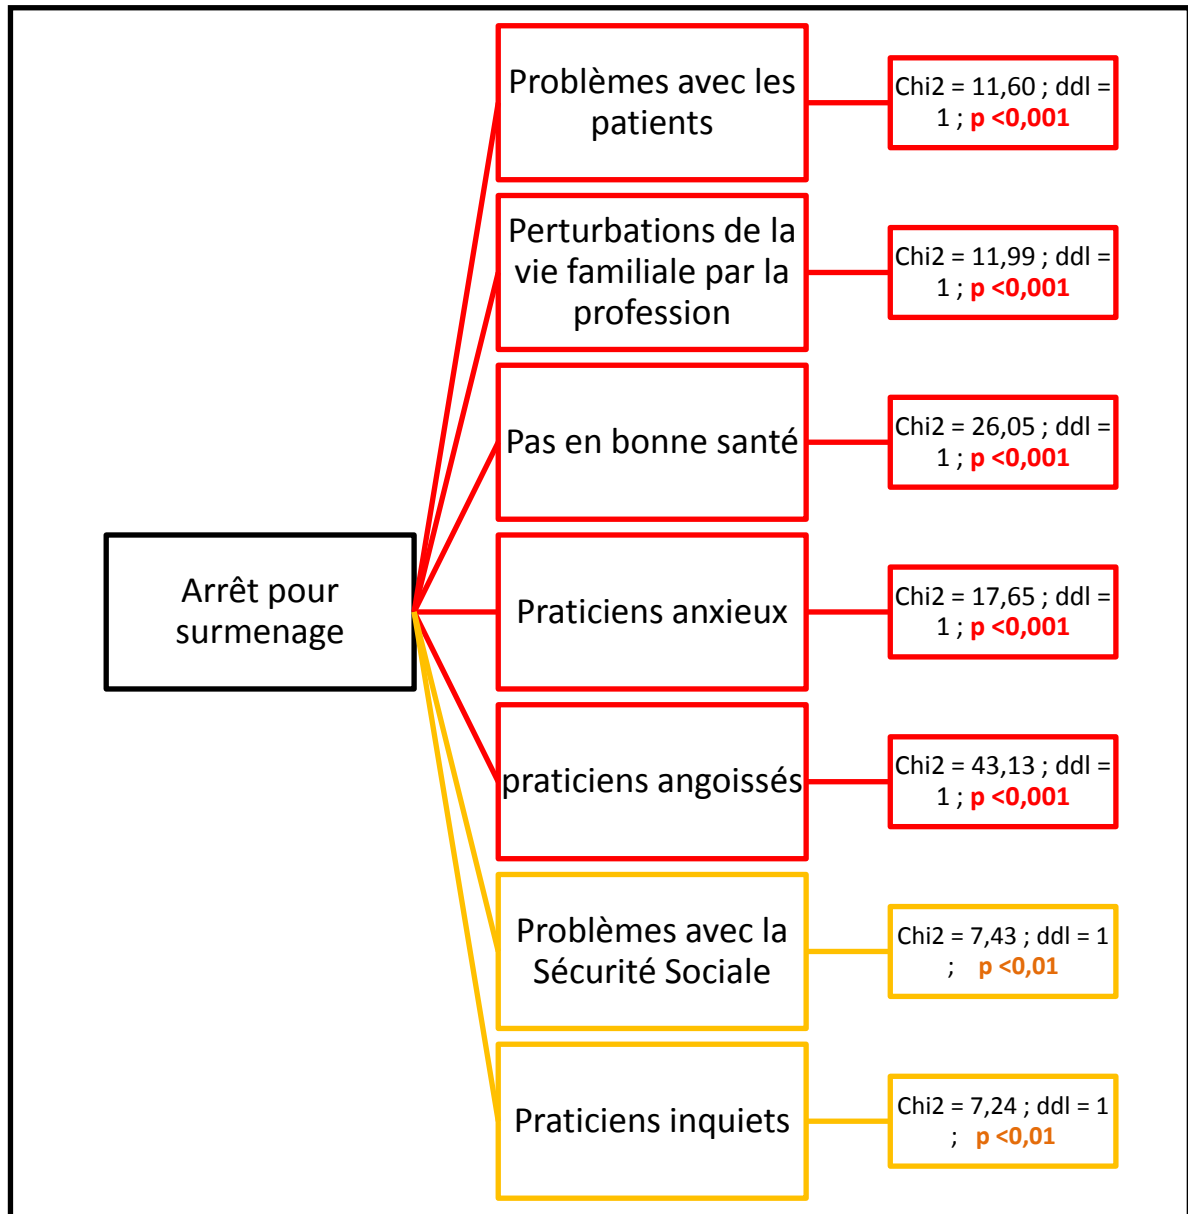 Problèmes avec les
patients
Chi2 = 11,60 ; ddl =
1 ; p <0,001
Perturbations de la
vie familiale par la
profession
Chi2 = 11,99 ; ddl =
1 ; p <0,001
Pas en bonne santé
Chi2 = 26,05 ; ddl =
1 ; p <0,001
Arrêt pour
surmenage
Praticiens anxieux
Chi2 = 17,65 ; ddl =
1 ; p <0,001
praticiens angoissés
Chi2 = 43,13 ; ddl =
1 ; p <0,001
Problèmes avec la
Sécurité Sociale
Chi2 = 7,43 ; ddl = 1
; p <0,01
Praticiens inquiets
Chi2 = 7,24 ; ddl = 1
; p <0,01